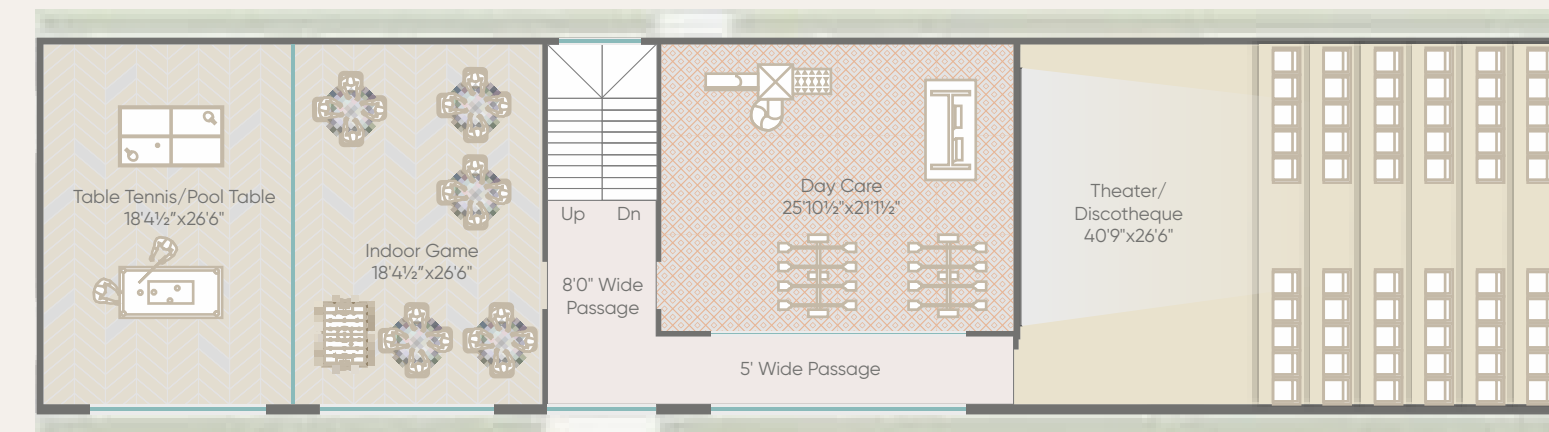 Table Tennis/Pool Table
18'4½"x26'6"
Indoor Game
18'4½"x26'6"
Up Dn
8'0" Wide
Passage
Day Care
25'10½"x21'1½"
5' Wide Passage
Theater/
Discotheque
40'9"x26'6"